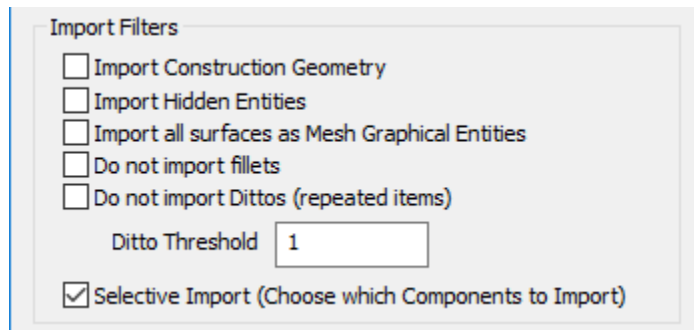 Import Filters
Import Construction Geometry
Import Hidden Entities
Import all surfaces as Mesh Graphical Entities
Do not import fillets
Do not import Dittos (repeated items)
Ditto Threshold 1
Selective Import (Choose which Components to Import)